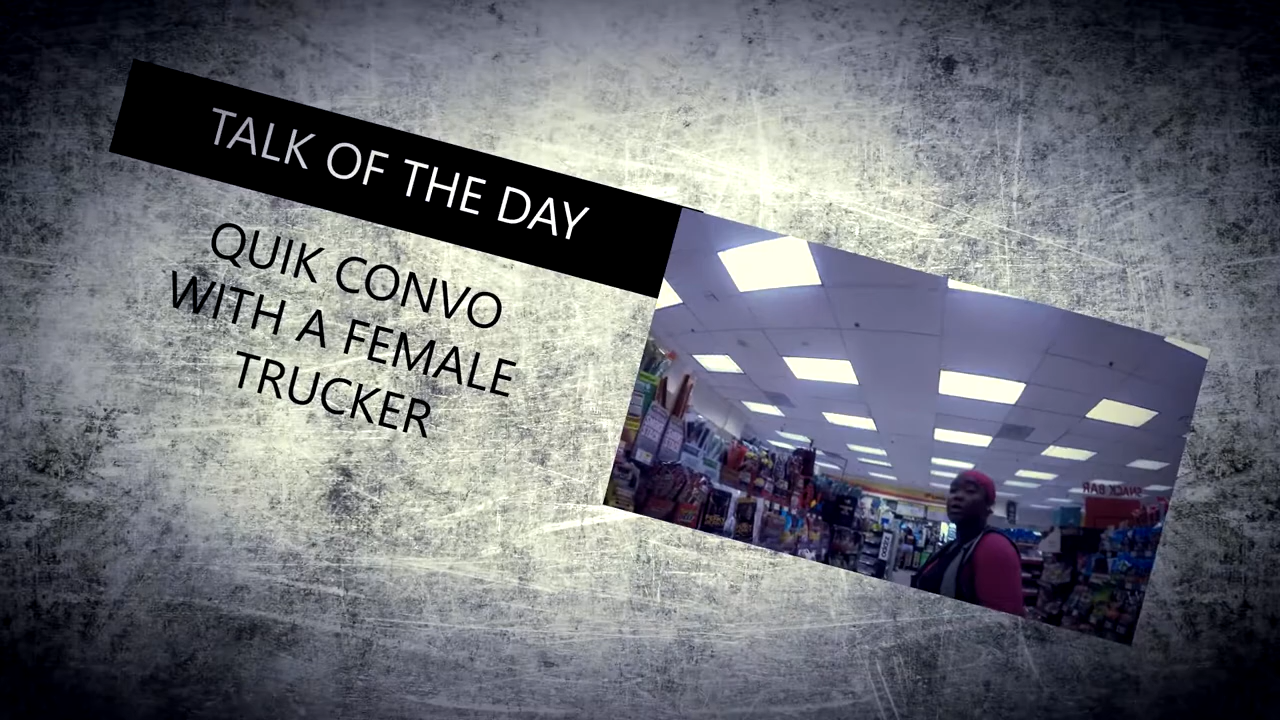 TALK OF THE DAY
QUIK CONVO
WITH A FEMALE
TRUCKER
SNACK BAR